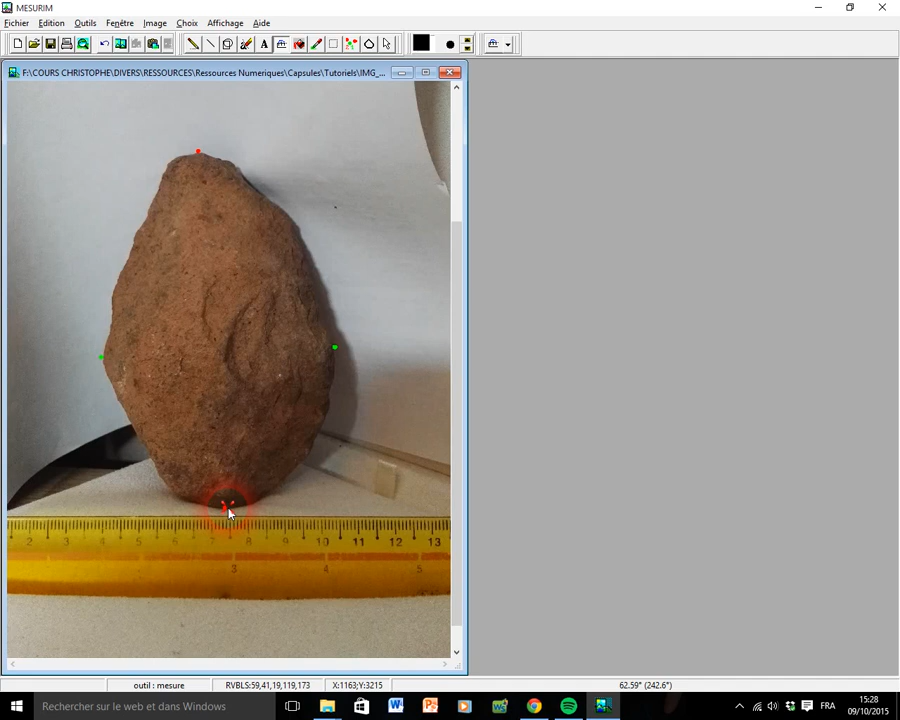 MESURIM
Fichier Edition Outils Fenêtre Image Choix Affichage Aide
A
F:\COURS CHRISTOPHE\DIVERS\RESSOURCES\Ressources Numeriques\Capsules\Tutoriels\IMG_...
2 3 4 5 6 7 8 9 10 11 12 13
3 4 5
outil : mesure RVBLS:59,41,19,119,173 X:1163;Y:3215 62.59° (242.6°)
Rechercher sur le web et dans Windows FRA 15:28
09/10/2015